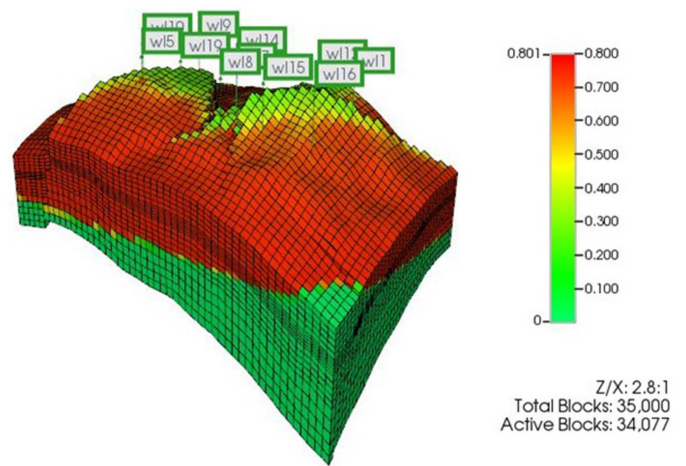 wl9
wl5
wl19
wl14
wl8
wl15
wl1
wl16
0.801
0.800
0.700
0.600
0.500
0.400
0.300
0.200
0.100
0
Z/X: 2.8:1
Total Blocks: 35,000
Active Blocks: 34,077